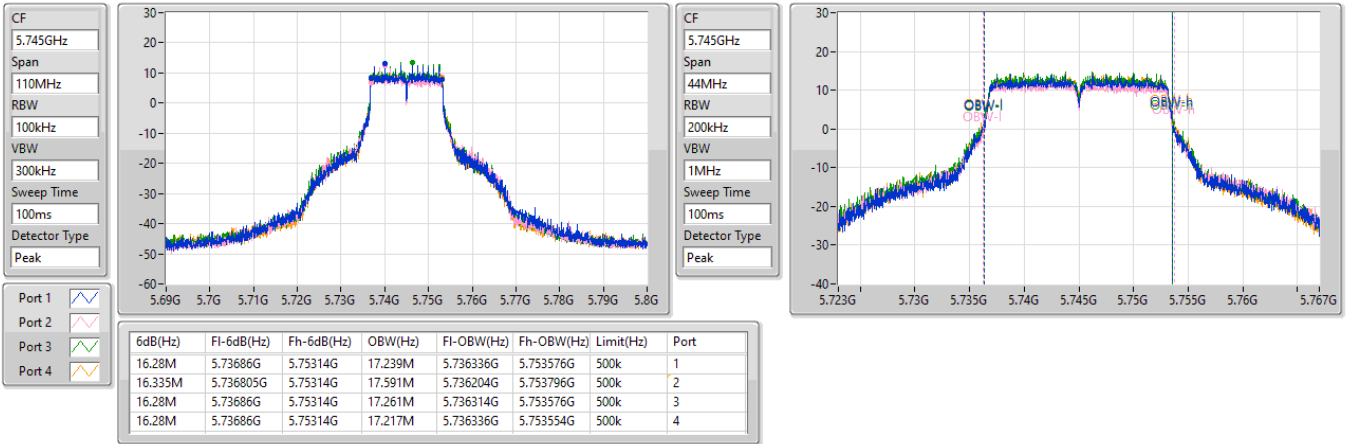 CF
5.745GHz
Span
110MHz
RBW
100kHz
VBW
300kHz
Sweep Time
100ms
Detector Type
Peak
30
20
10
0
-10
-20
-30
-40
-50
-60
5.69G 5.7G 5.71G 5.72G 5.73G 5.74G 5.75G 5.76G 5.77G 5.78G 5.79G 5.8G
CF
5.745GHz
Span
44MHz
RBW
200kHz
VBW
1MHz
Sweep Time
100ms
Detector Type
Peak
30
20
10
0
-10
-20
-30
-40
OBW-l OBW-h
OBW-l OBW-h
5.723G 5.73G 5.735G 5.74G 5.745G 5.75G 5.755G 5.76G 5.767G
Port 1
Port 2
Port 3
Port 4
6dB(Hz) Fl-6dB(Hz) Fh-6dB(Hz) OBW(Hz) Fl-OBW(Hz) Fh-OBW(Hz) Limit(Hz) Port
16.28M 5.73686G 5.75314G 17.239M 5.736336G 5.753576G 500k 1
16.335M 5.736805G 5.75314G 17.591M 5.736204G 5.753796G 500k 2
16.28M 5.73686G 5.75314G 17.261M 5.736314G 5.753576G 500k 3
16.28M 5.73686G 5.75314G 17.217M 5.736336G 5.753554G 500k 4